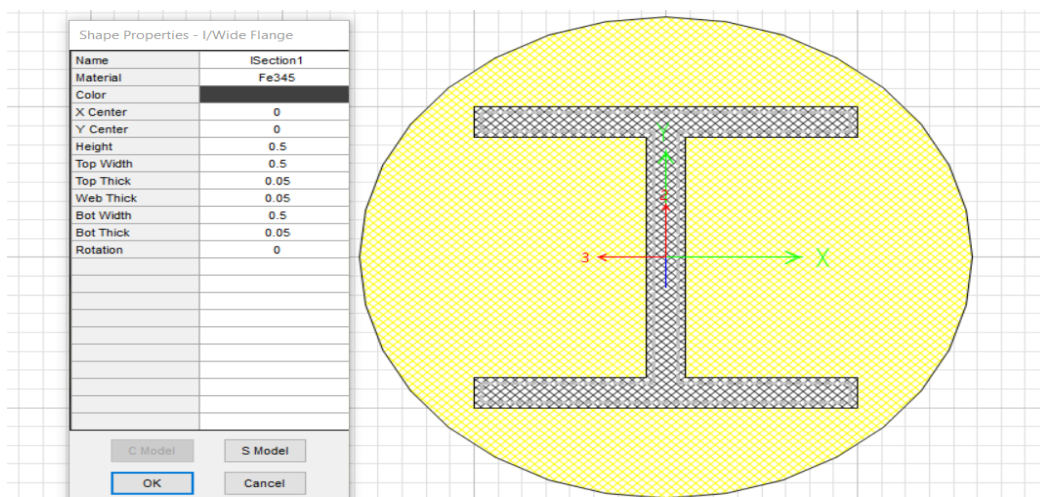 Shape Properties - I/Wide Flange
Name ISection1
Material Fe345
Color
X Center 0
Y Center 0
Height 0.5
Top Width 0.5
Top Thick 0.05
Web Thick 0.05
Bot Width 0.5
Bot Thick 0.05
Rotation 0
C Model S Model
OK Cancel
Y
2
3 X